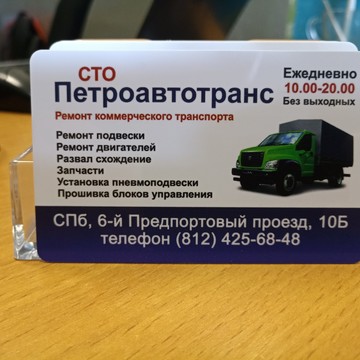 СТО
Петроавтотранс
Ежедневно
10.00-20.00
Без выходных
Ремонт коммерческого транспорта
Ремонт подвески
Ремонт двигателей
Развал схождение
Запчасти
Установка пневмоподвески
Прошивка блоков управления
СПб, 6-й Предпортовый проезд, 10Б
телефон (812) 425-68-48